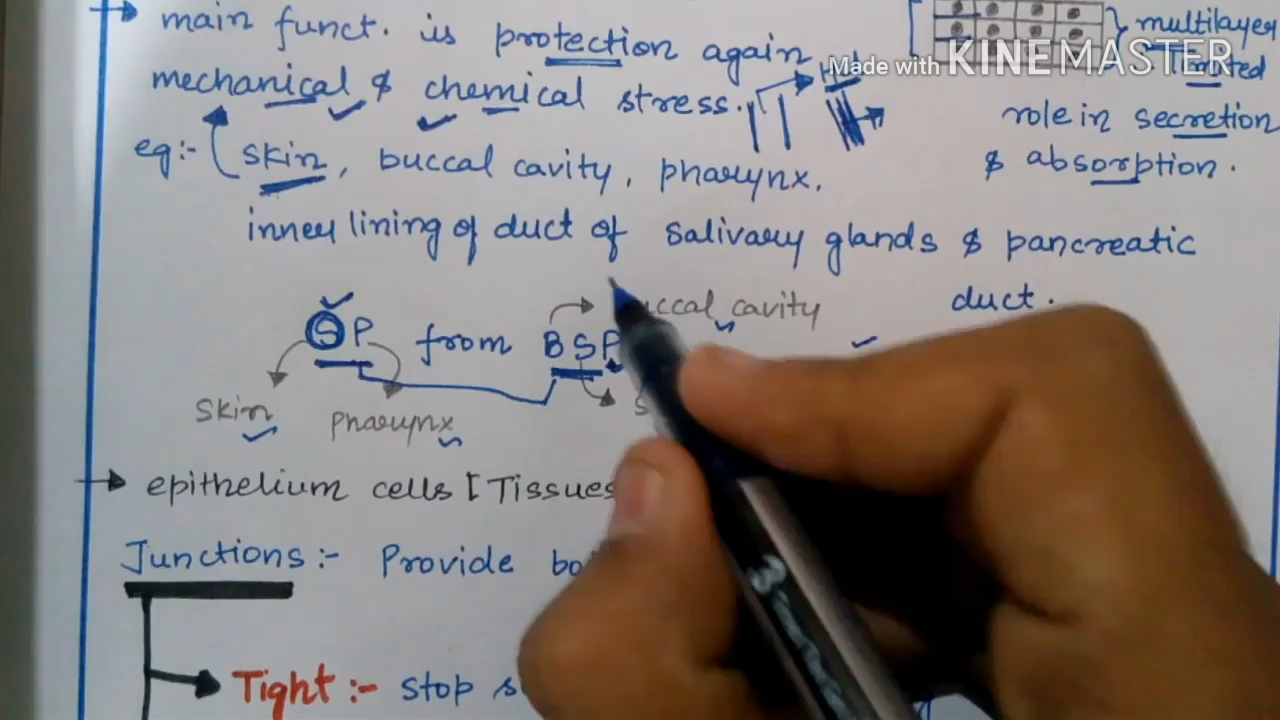 main funct. is protection again
mechanical & chemical stress.
eg:- skin, buccal cavity, pharynx.
inner lining of duct of salivary glands & pancreatic
duct.
multilayer
role in secretion
& absorption.
Made with KINEMASTER
SP from BSP
cavity
skin
Pharynx
epithelium cells [Tissues
Junctions:- Provide
Tight:- stop